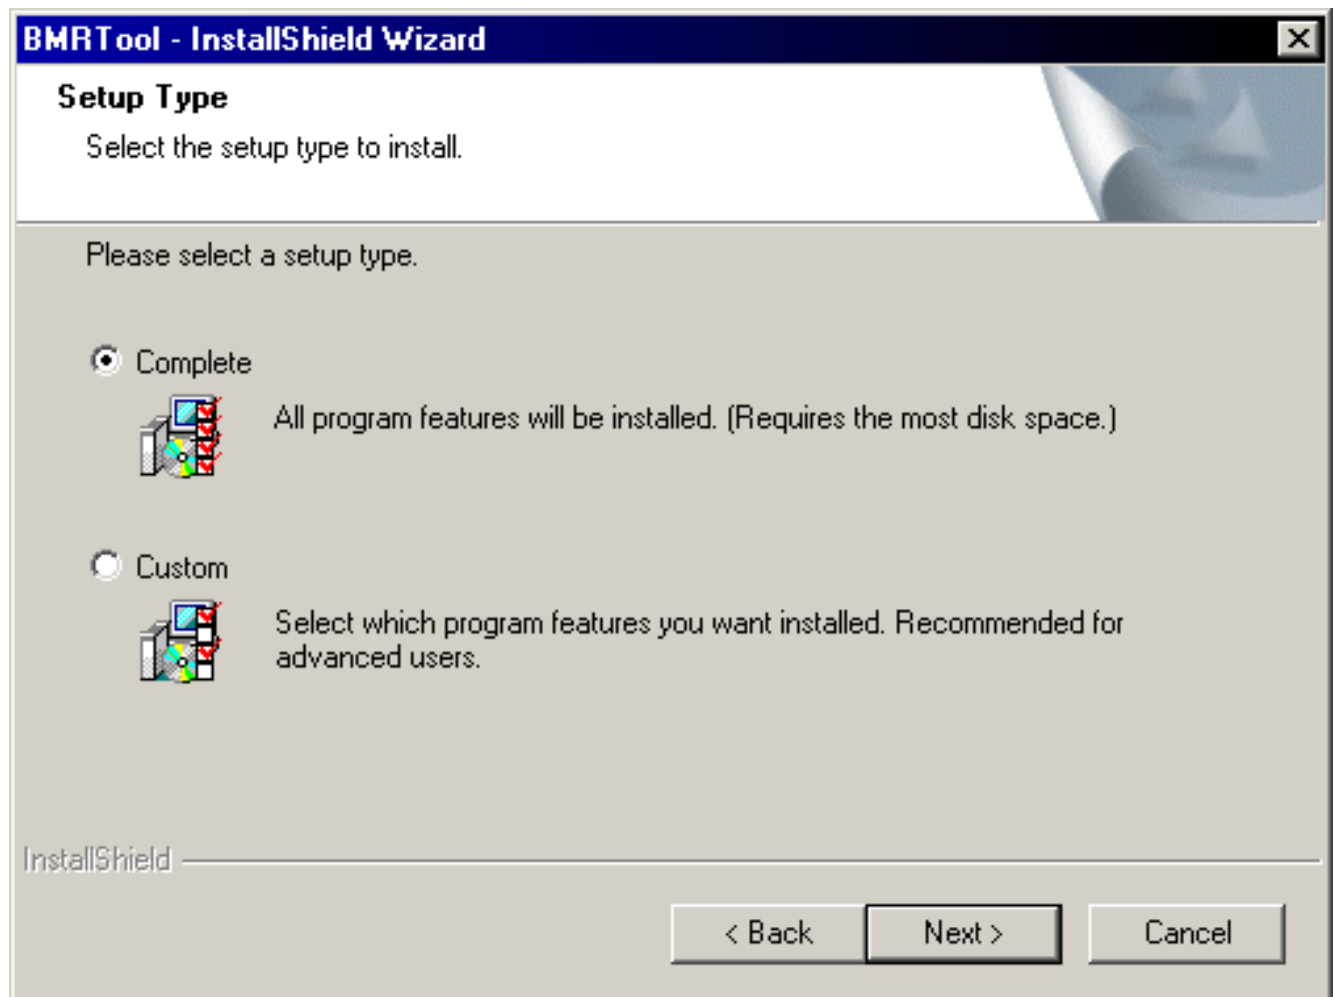 BMRTool - InstallShield Wizard
Setup Type
Select the setup type to install.
Please select a setup type.
Complete
All program features will be installed. (Requires the most disk space.)
Custom
Select which program features you want installed. Recommended for
advanced users.
InstallShield
< Back
Next >
Cancel